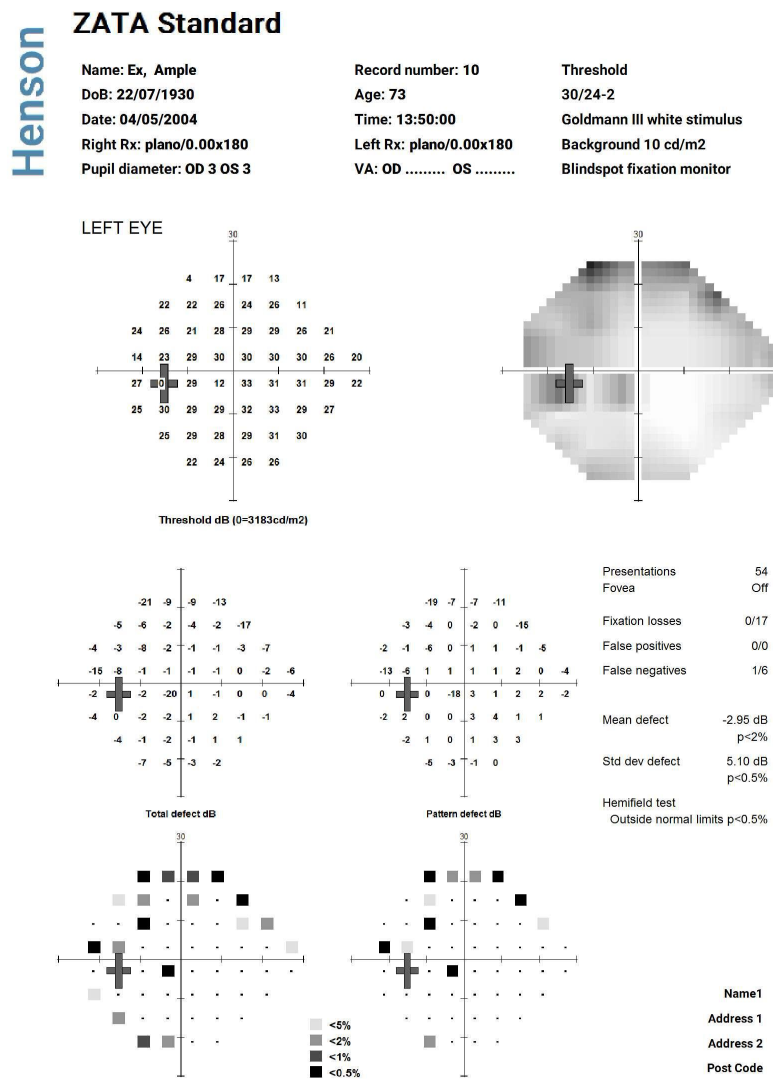 Henson
ZATA Standard
Name: Ex, Ample Record number: 10 Threshold
DoB: 22/07/1930 Age: 73 30/24-2
Date: 04/05/2004 Time: 13:50:00 Goldmann III white stimulus
Right Rx: plano/0.00x180 Left Rx: plano/0.00x180 Background 10 cd/m2
Pupil diameter: OD 3 OS 3 VA: OD ......... OS ......... Blindspot fixation monitor
LEFT EYE
30 30
4 17 17 13
22 22 26 24 26 11
24 26 21 28 29 29 26 21
14 23 29 30 30 30 30 26 20
27 0 29 12 33 31 31 29 22
25 30 29 29 32 33 29 27
25 29 28 29 31 30
22 24 26 26
Threshold dB (0=3183cd/m2)
Presentations 54
Fovea Off
Fixation losses 0/17
False positives 0/0
False negatives 1/6
Mean defect -2.95 dB
p<2%
Std dev defect 5.10 dB
p<0.5%
Hemifield test
Outside normal limits p<0.5%
-21 -9 -9 -13
-5 -6 -2 -4 -2 -17
-4 -3 -8 -2 -1 -1 -3 -7
-15 -8 -1 -1 -1 -1 0 -2 -6
-2 -2 -20 1 -1 0 0 -4
-4 0 -2 -2 1 2 -1 -1
-4 -1 -2 -1 1 1
-7 -5 -3 -2
Total defect dB
-19 -7 -7 -11
-3 -4 0 -2 0 -15
-2 -1 -6 0 1 1 -1 -5
-13 -6 1 1 1 1 2 0 -4
0 0 -18 3 1 2 2 -2
-2 2 0 0 3 4 1 1
-2 1 0 1 3 3
-5 -3 -1 0
Pattern defect dB
30 30
<5%
<2%
<1%
<0.5%
Name1
Address 1
Address 2
Post Code